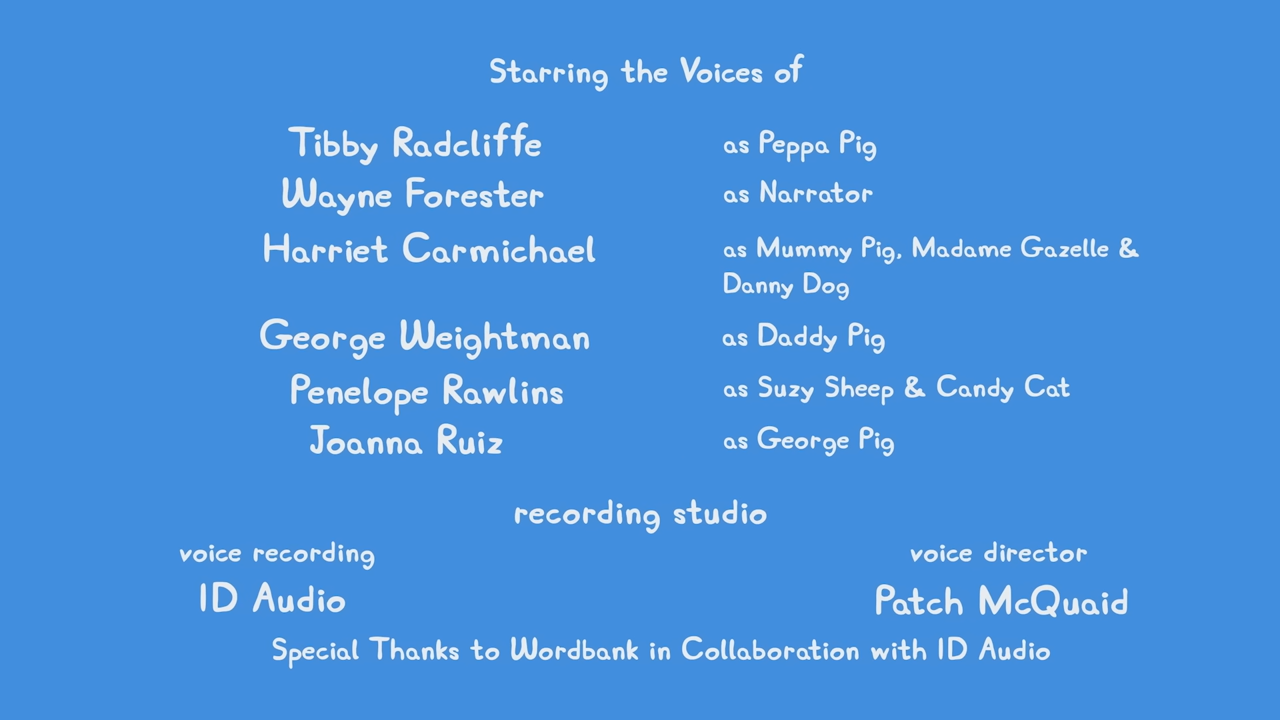 Starring the Voices of
Tibby Radcliffe as Peppa Pig
Wayne Forester as Narrator
Harriet Carmichael as Mummy Pig, Madame Gazelle &
Danny Dog
George Weightman as Daddy Pig
Penelope Rawlins as Suzy Sheep & Candy Cat
Joanna Ruiz as George Pig
recording studio
voice recording voice director
ID Audio Patch McQuaid
Special Thanks to Wordbank in Collaboration with ID Audio